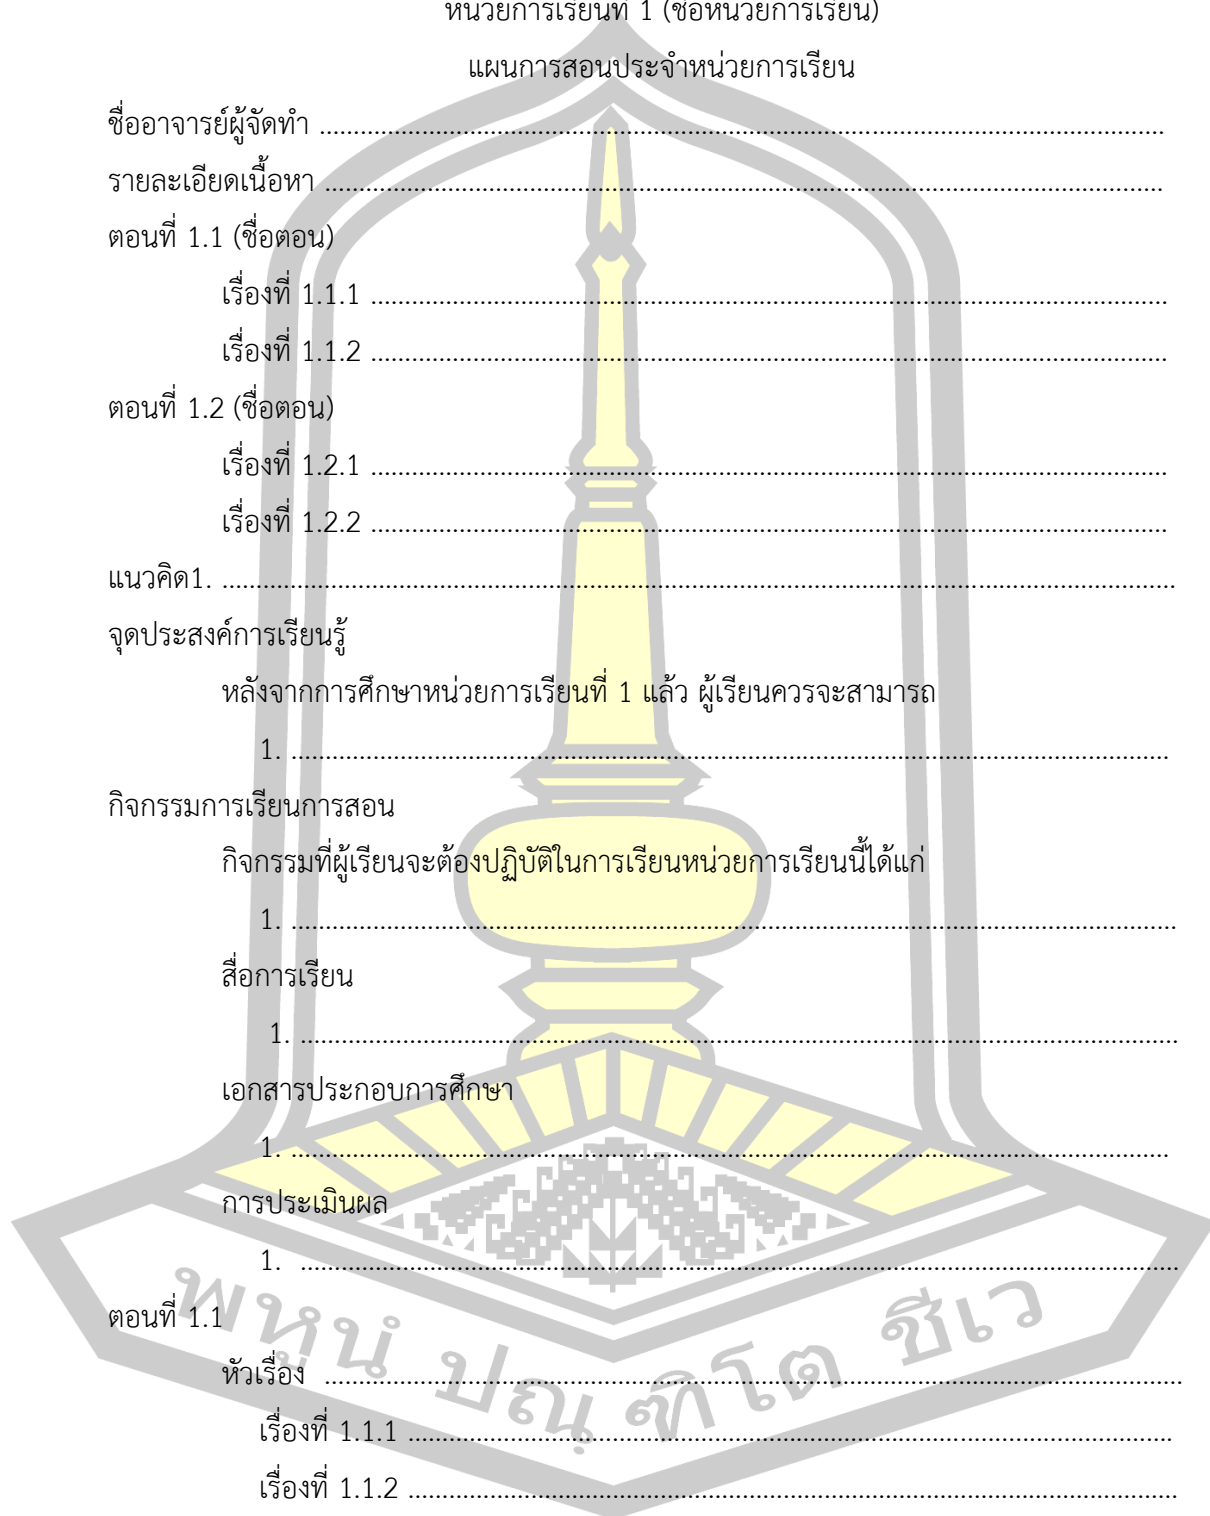 หน่วยการเรียนที่ 1 (ชื่อหน่วยการเรียน)
แผนการสอนประจำหน่วยการเรียน
ชื่ออาจารย์ผู้จัดทำ ................................................................................
รายละเอียดเนื้อหา ................................................................................
ตอนที่ 1.1 (ชื่อตอน)
เรื่องที่ 1.1.1 ................................................................................
เรื่องที่ 1.1.2 ................................................................................
ตอนที่ 1.2 (ชื่อตอน)
เรื่องที่ 1.2.1 ................................................................................
เรื่องที่ 1.2.2 ................................................................................
แนวคิด1. ................................................................................
จุดประสงค์การเรียนรู้
หลังจากการศึกษาหน่วยการเรียนที่ 1 แล้ว ผู้เรียนควรจะสามารถ
1. ................................................................................
กิจกรรมการเรียนการสอน
กิจกรรมที่ผู้เรียนจะต้องปฏิบัติในการเรียนหน่วยการเรียนนี้ได้แก่
1. ................................................................................
สื่อการเรียน
1. ................................................................................
เอกสารประกอบการศึกษา
1. ................................................................................
การประเมินผล
1. ................................................................................
ตอนที่ 1.1
หัวเรื่อง ................................................................................
เรื่องที่ 1.1.1 ................................................................................
เรื่องที่ 1.1.2 ................................................................................
พหูนํ ปณฺฑิโต ชีเว